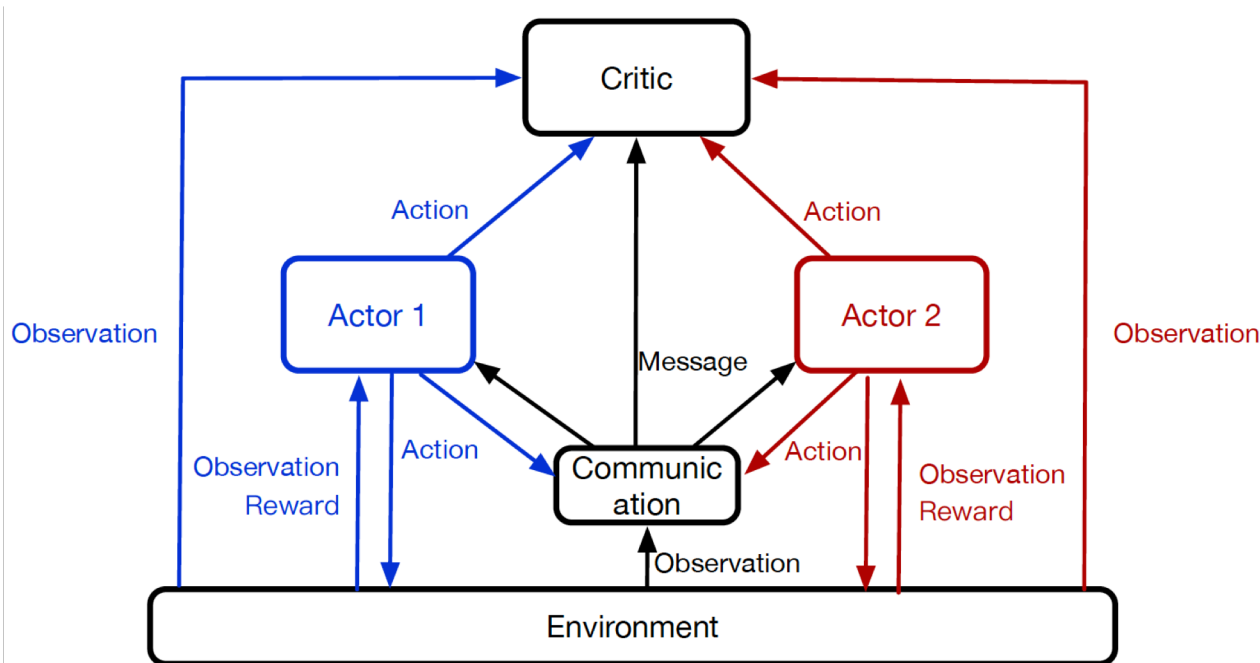 Critic
Action
Action
Actor 1
Actor 2
Observation
Observation
Message
Action
Action
Observation
Reward
Communic
ation
Observation
Reward
Observation
Environment